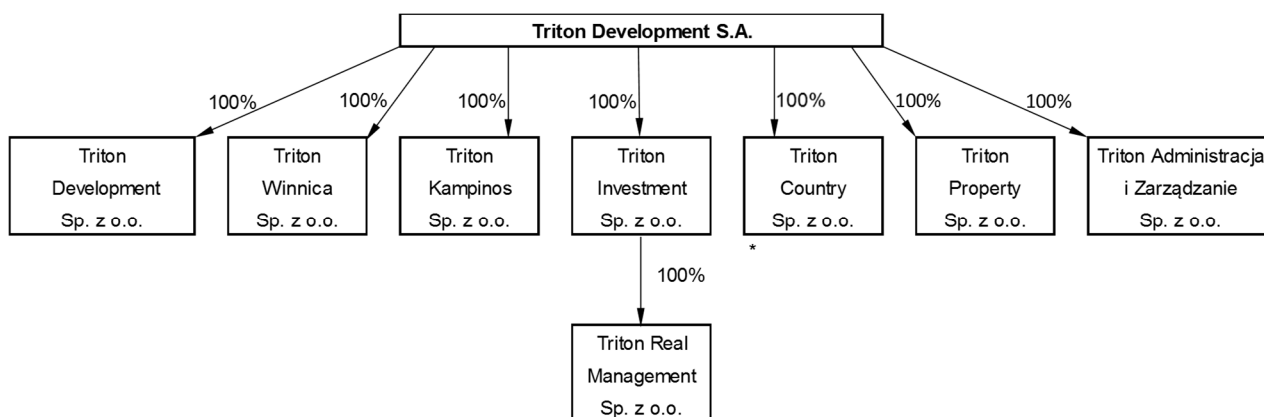 Triton Development S.A.
100%
100%
100%
100%
100%
100%
100%
Triton
Development
Sp. z o.o.
Triton
Winnica
Sp. z o.o.
Triton
Kampinos
Sp. z o.o.
Triton
Investment
Sp. z o.o.
Triton
Country
Sp. z o.o.
Triton
Property
Sp. z o.o.
Triton Administracja
i Zarządzanie
Sp. z o.o.
*
100%
Triton Real
Management
Sp. z o.o.